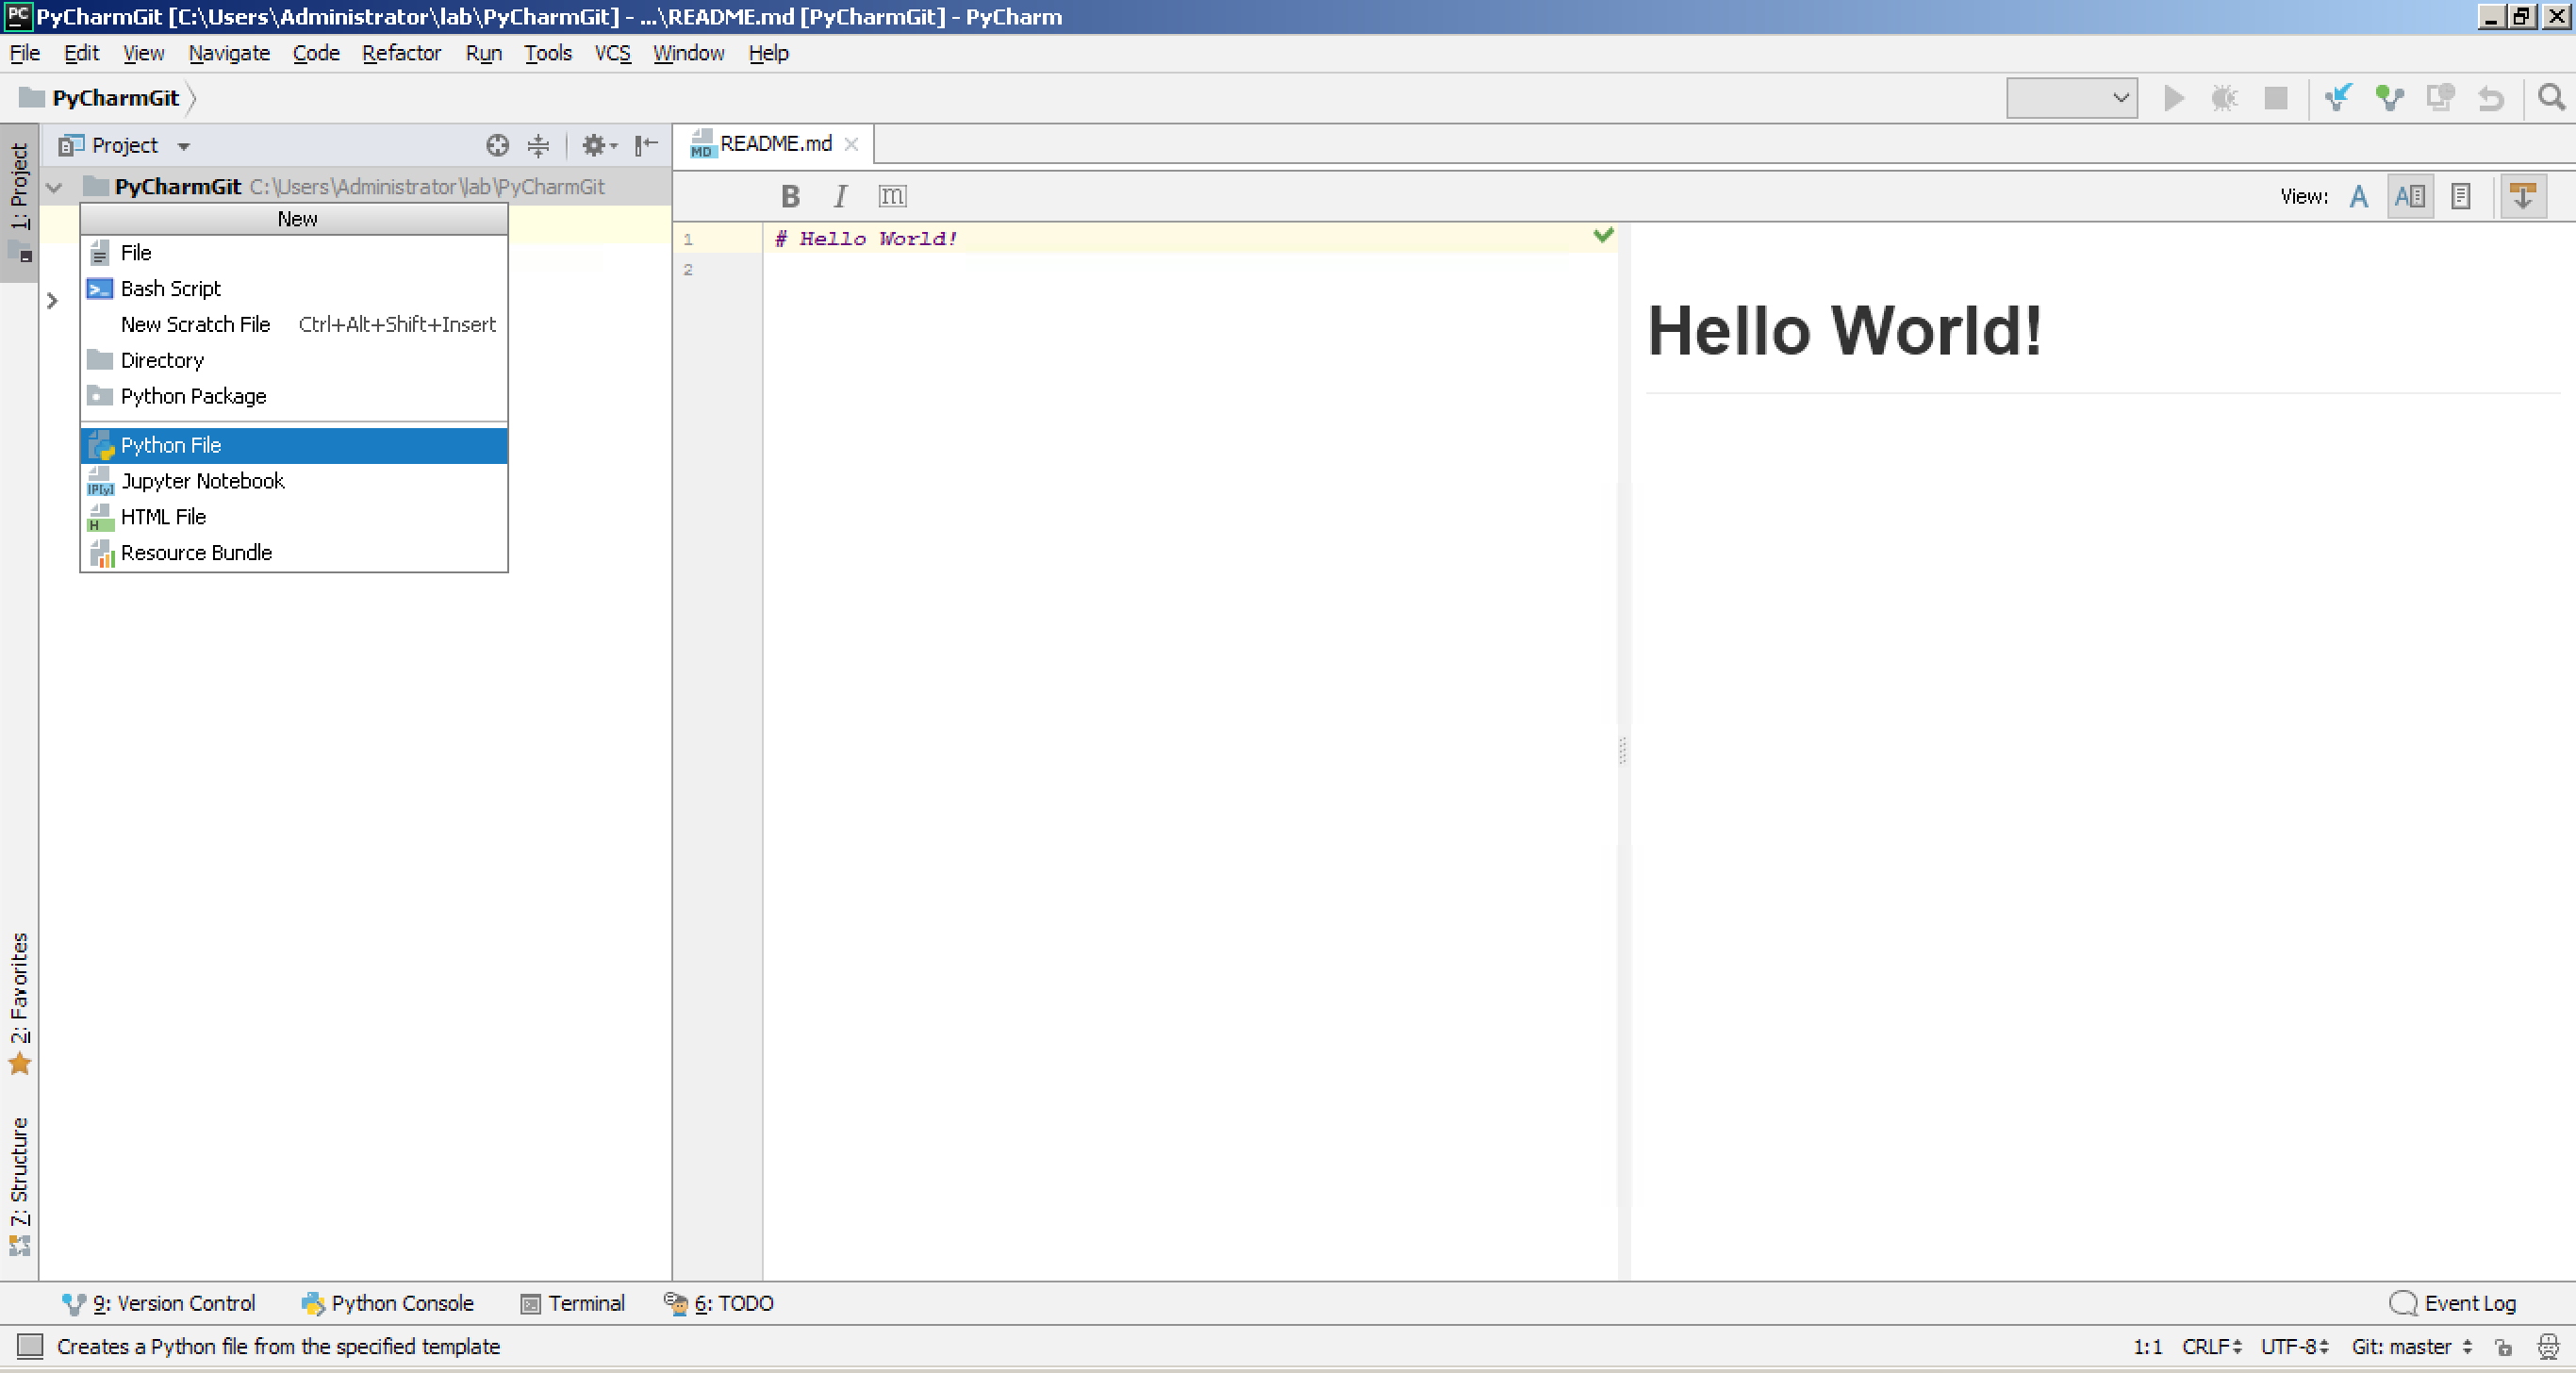 PyCharmGit [C:\Users\Administrator\lab\PyCharmGit] - ...\README.md [PyCharmGit] - PyCharm
File Edit View Navigate Code Refactor Run Tools VCS Window Help
PyCharmGit
1: Project
Project
README.md
PyCharmGit C:\Users\Administrator\lab\PyCharmGit
View:
New
File
Bash Script
New Scratch File Ctrl+Alt+Shift+Insert
Directory
Python Package
Python File
Jupyter Notebook
HTML File
Resource Bundle
1 # Hello World!
2
Hello World!
2: Favorites
7: Structure
9: Version Control Python Console Terminal 6: TODO Event Log
Creates a Python file from the specified template 1:1 CRLF UTF-8 Git: master